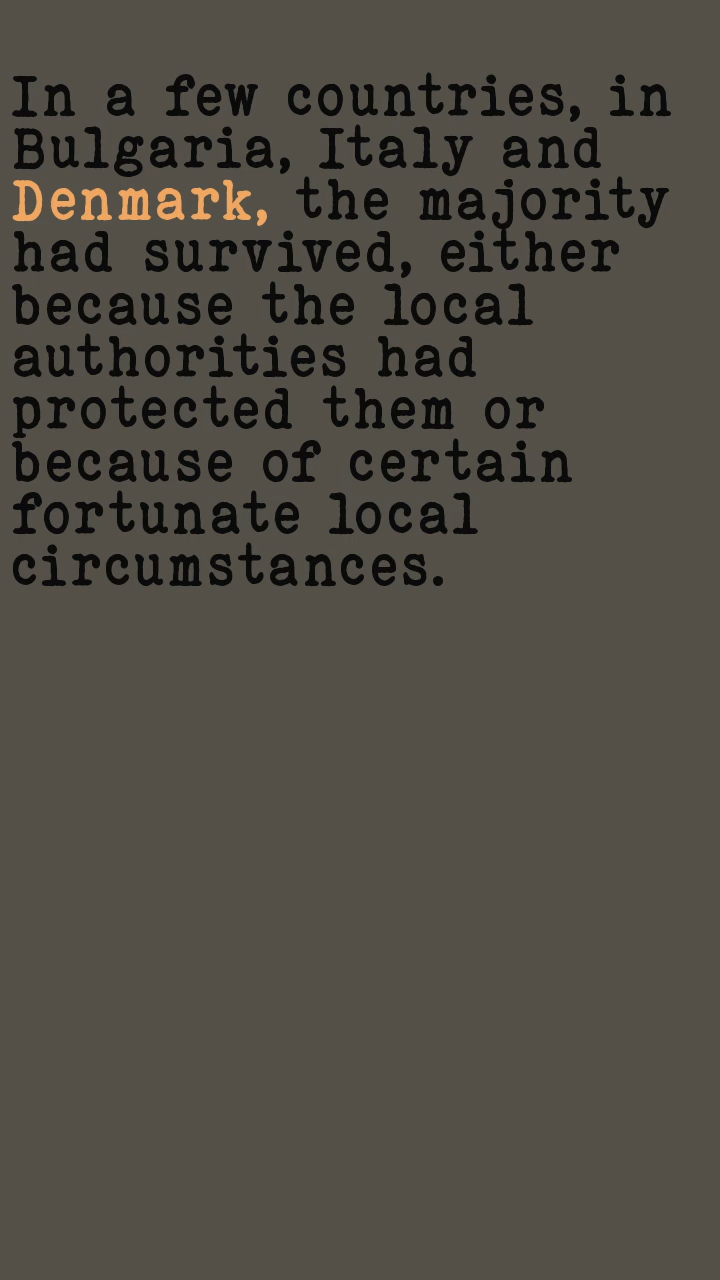 In a few countries, in
Bulgaria, Italy and
Denmark, the majority
had survived, either
because the local
authorities had
protected them or
because of certain
fortunate local
circumstances.